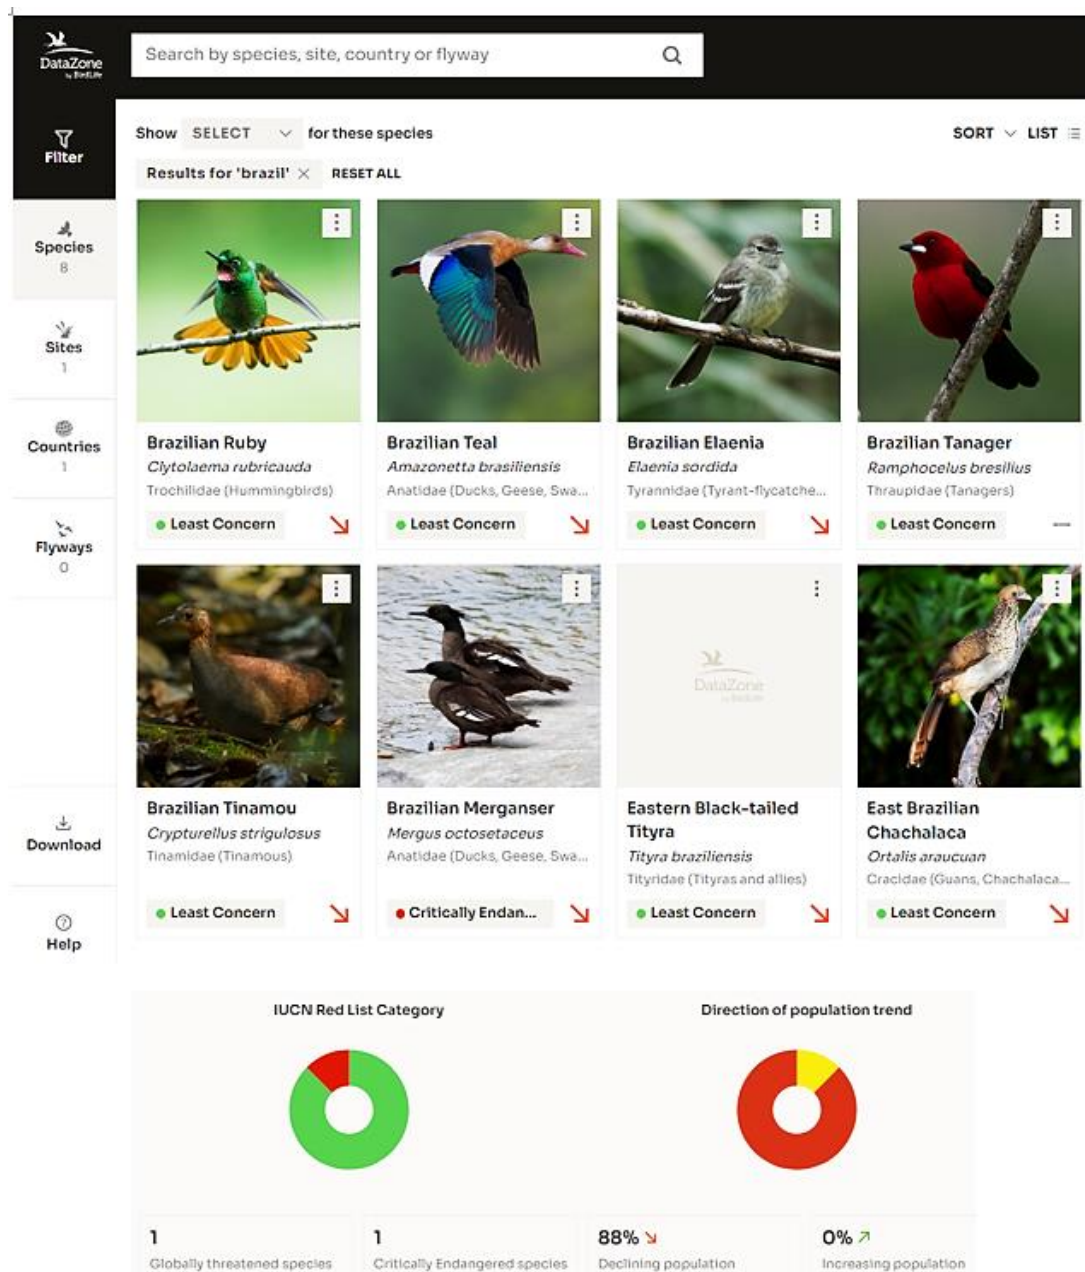 DataZone
by BirdLife
Search by species, site, country or flyway
Filter
Show SELECT for these species
SORT LIST
Results for 'brazil' × RESET ALL
Species
8
Sites
1
Countries
1
Flyways
0
Download
Help
Brazilian Ruby
Clytolaema rubricauda
Trochilidae (Hummingbirds)
Least Concern
Brazilian Teal
Amazonetta brasiliensis
Anatidae (Ducks, Geese, Swa...
Least Concern
Brazilian Elaenia
Elaenia sordida
Tyrannidae (Tyrant-flycatche...
Least Concern
Brazilian Tanager
Ramphocelus bresilius
Thraupidae (Tanagers)
Least Concern
Brazilian Tinamou
Crypturellus strigulosus
Tinamidae (Tinamous)
Least Concern
Brazilian Merganser
Mergus octosetaceus
Anatidae (Ducks, Geese, Swa...
Critically Endan...
DataZone
by BirdLife
Eastern Black-tailed
Tityra
Tityra braziliensis
Tityridae (Tityras and allies)
Least Concern
East Brazilian
Chachalaca
Ortalis araucuan
Cracidae (Guans, Chachalaca...
Least Concern
IUCN Red List Category
Direction of population trend
1
Globally threatened species
1
Critically Endangered species
88%
Declining population
0%
Increasing population